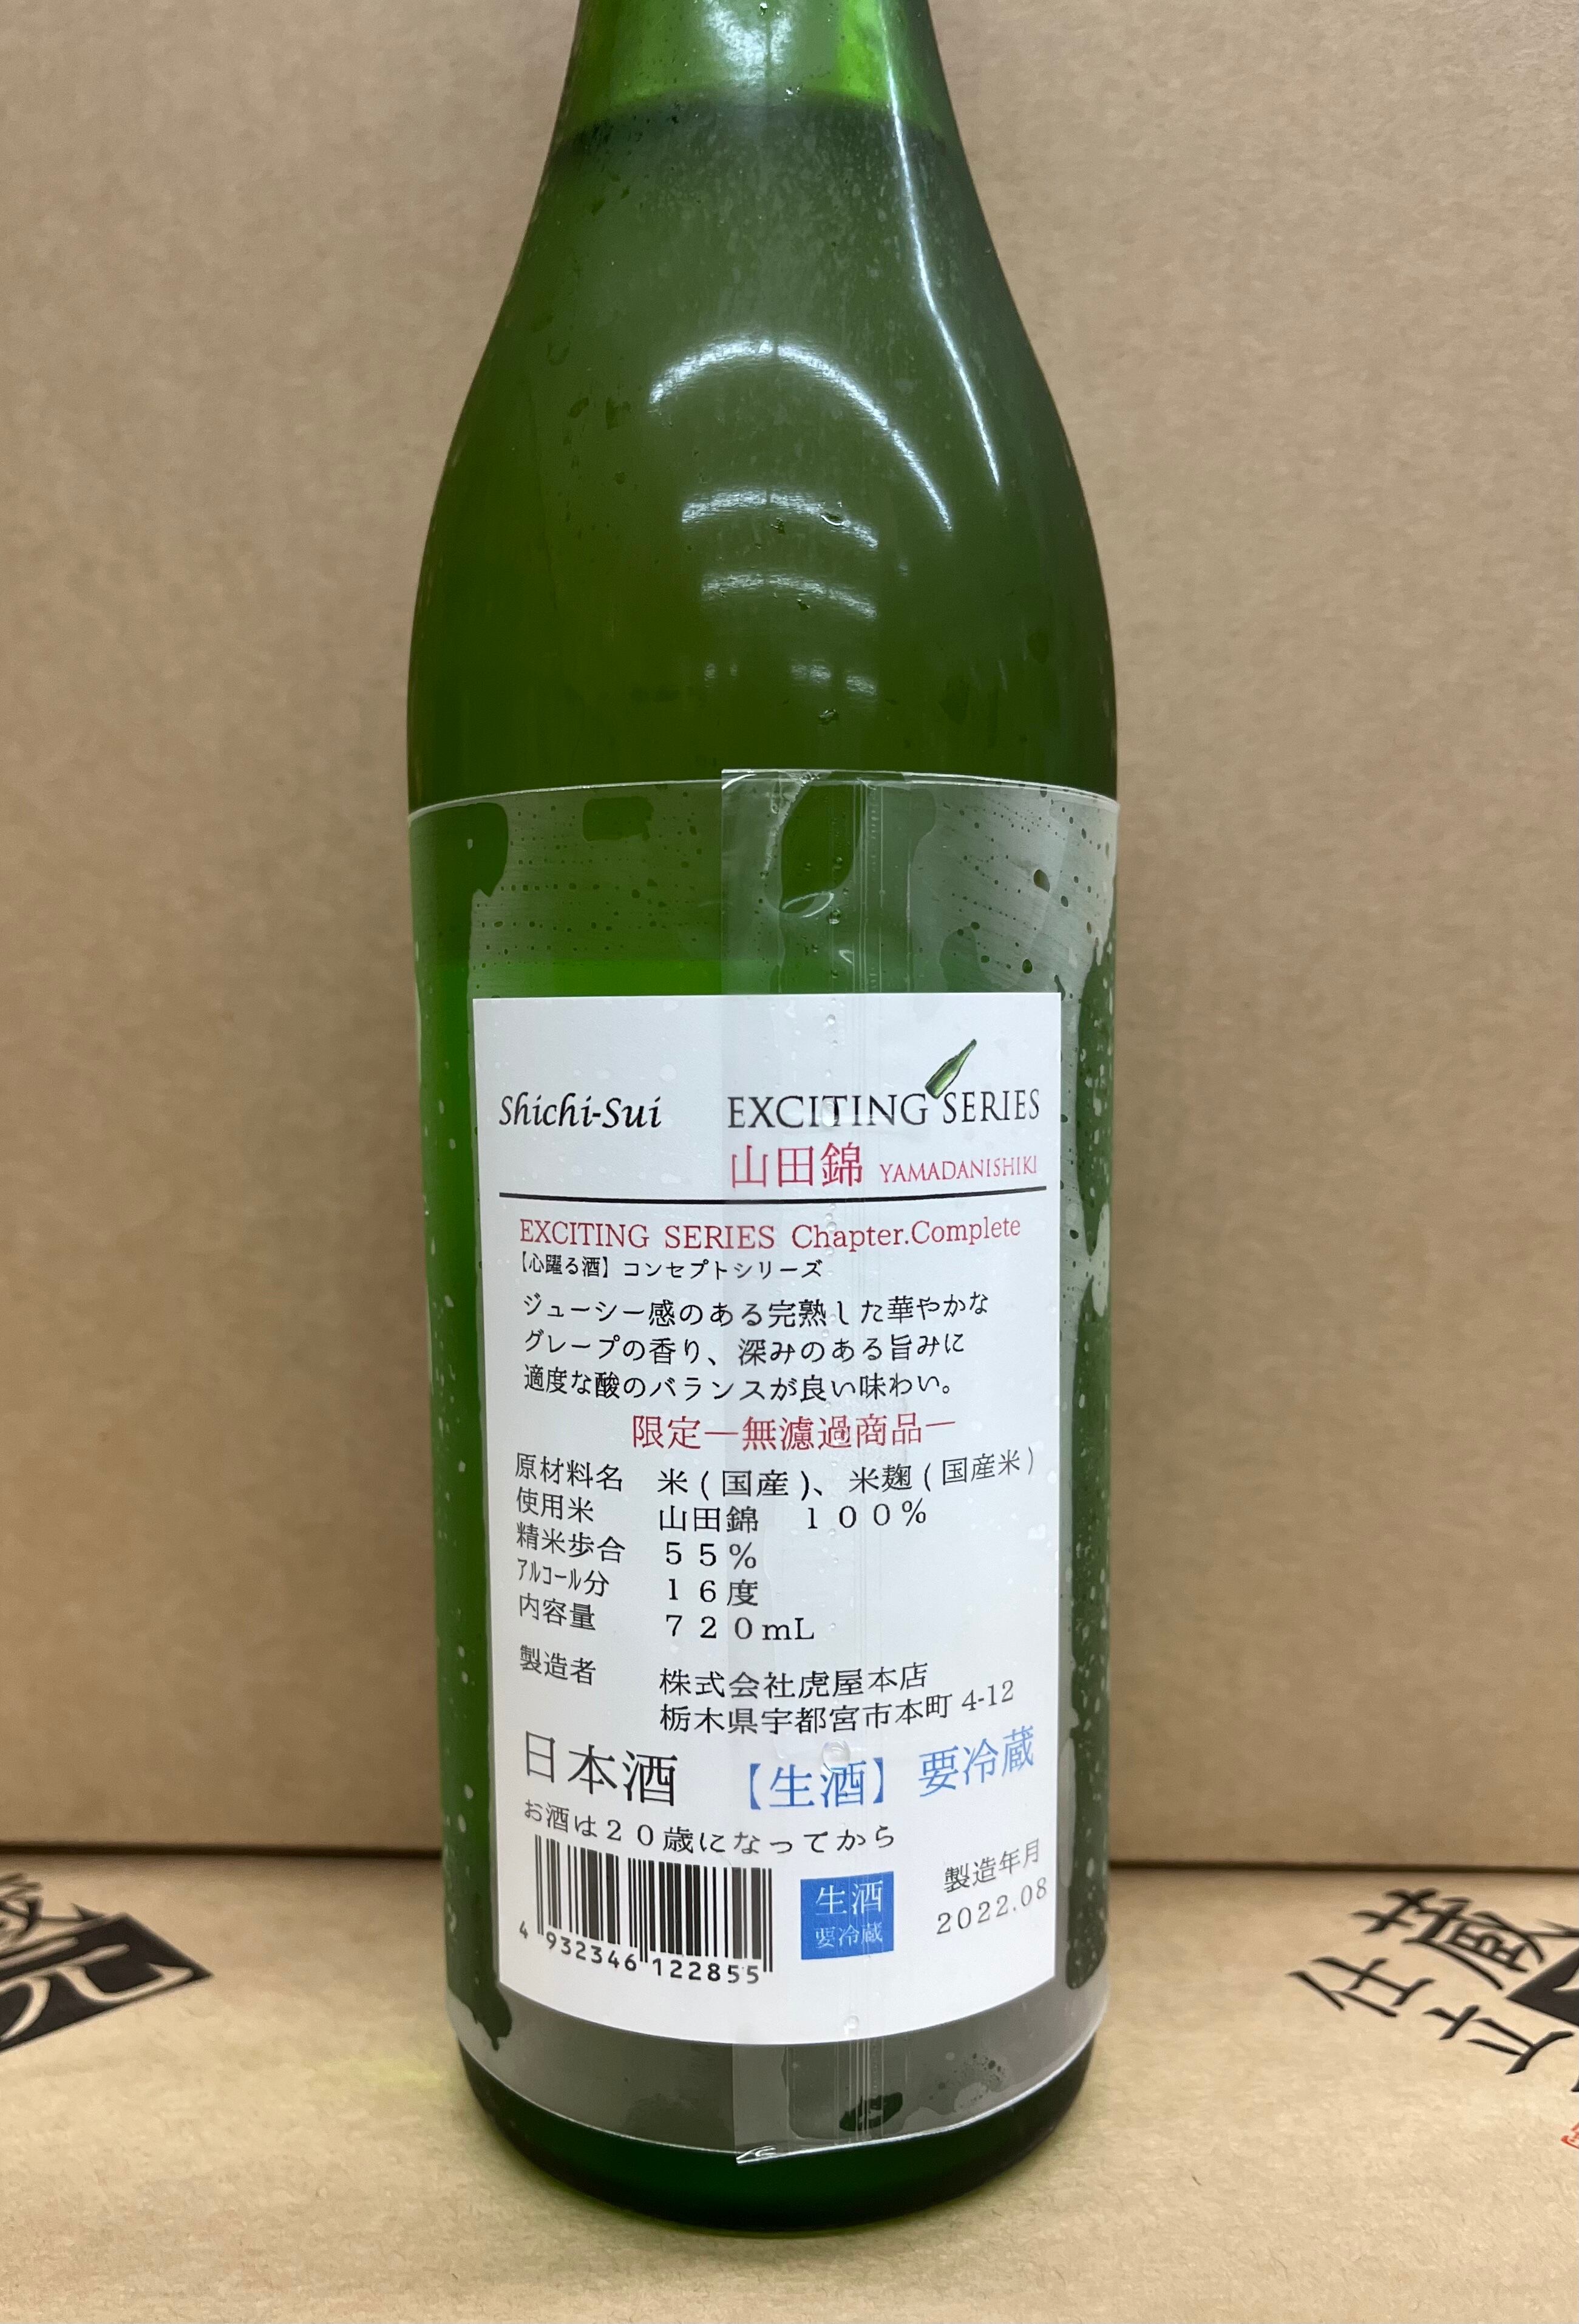 Shichi-Sui EXCITING SERIES
山田錦 YAMADANISHIKI
EXCITING SERIES Chapter.Complete
【心躍る酒】コンセプトシリーズ
ジューシー感のある完熟した華やかな
グレープの香り、深みのある旨みに
適度な酸のバランスが良い味わい。
限定―無濾過商品―
原材料名 米(国産)、米麹(国産米)
使用米 山田錦 100%
精米歩合 55%
アルコール分 16度
内容量 720mL
製造者 株式会社虎屋本店
栃木県宇都宮市本町 4-12
日本酒 【生酒】要冷蔵
お酒は20歳になってから
4 932346 122855
生酒
要冷蔵
製造年月
2022.08
元
蔵
仕立